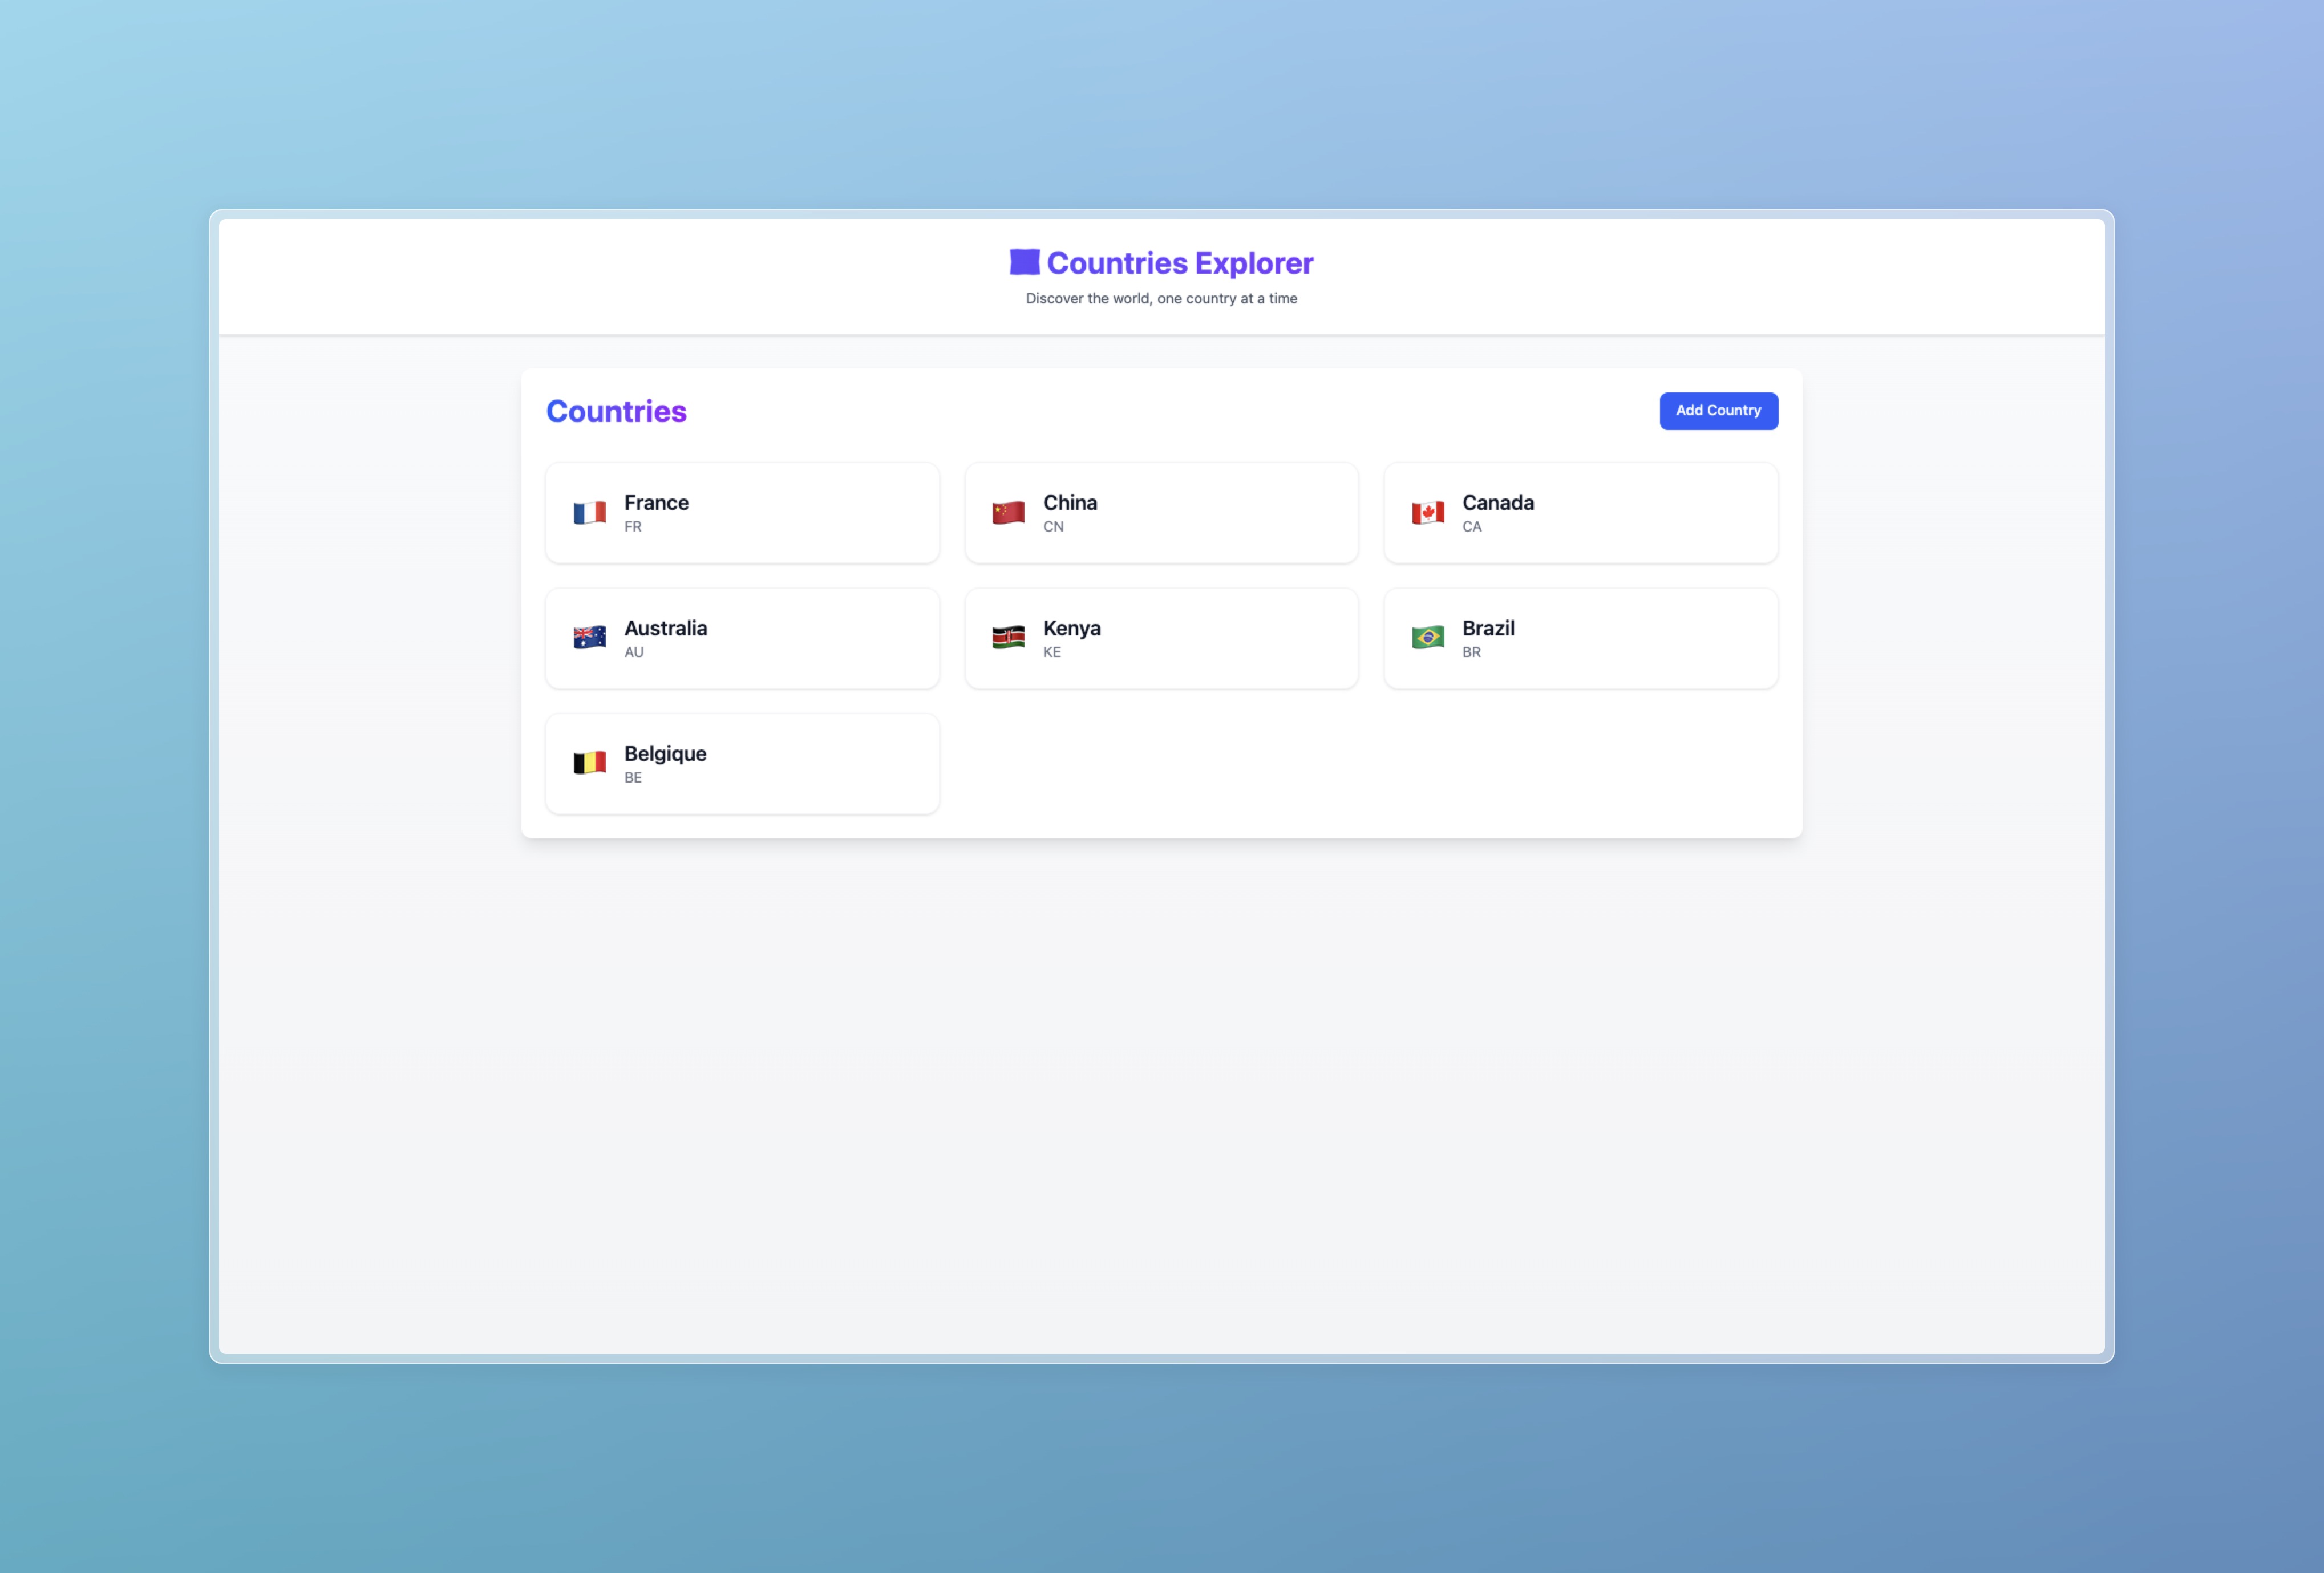 Countries Explorer
Discover the world, one country at a time
Countries
Add Country
France
FR
China
CN
Canada
CA
Australia
AU
Kenya
KE
Brazil
BR
Belgique
BE